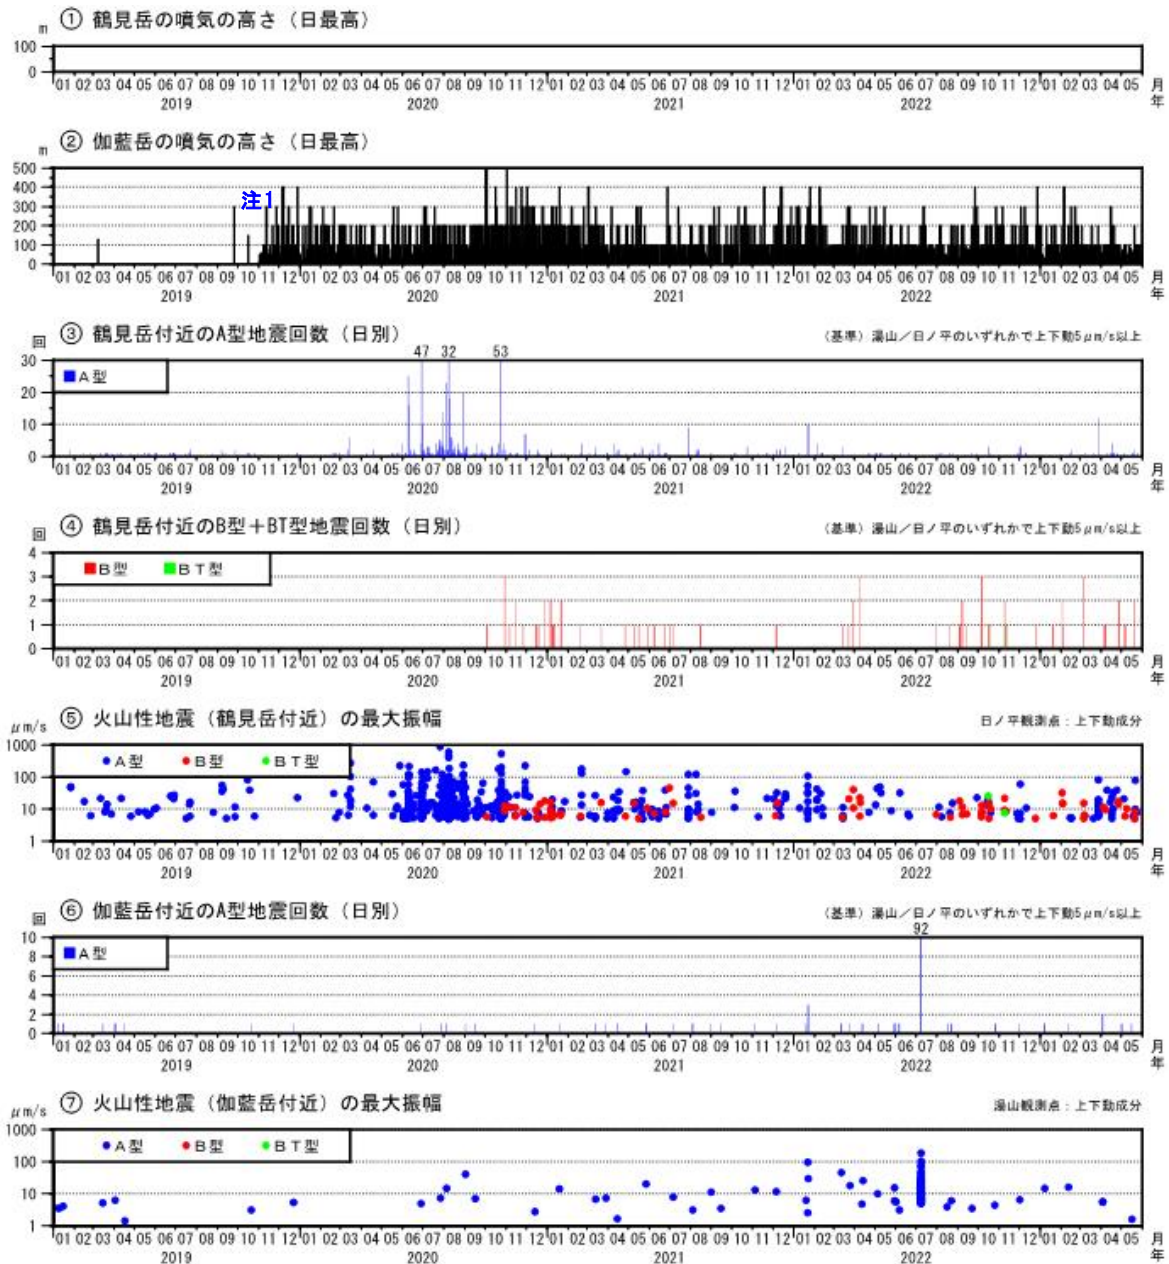 ① 鶴見岳の噴気の高さ（日最高）
m
100
0
01 02 03 04 05 06 07 08 09 10 11 12 01 02 03 04 05 06 07 08 09 10 11 12 01 02 03 04 05 06 07 08 09 10 11 12 01 02 03 04 05 06 07 08 09 10 11 12 01 02 03 04 05 月
2019 2020 2021 2022 年
② 伽藍岳の噴気の高さ（日最高）
m
500
400
300
200
100
0
注1
01 02 03 04 05 06 07 08 09 10 11 12 01 02 03 04 05 06 07 08 09 10 11 12 01 02 03 04 05 06 07 08 09 10 11 12 01 02 03 04 05 06 07 08 09 10 11 12 01 02 03 04 05 月
2019 2020 2021 2022 年
③ 鶴見岳付近のA型地震回数（日別）
（基準）湯山／日ノ平のいずれかで上下動5μm/s以上
回
47 32 53
30
20
10
0
A型
01 02 03 04 05 06 07 08 09 10 11 12 01 02 03 04 05 06 07 08 09 10 11 12 01 02 03 04 05 06 07 08 09 10 11 12 01 02 03 04 05 06 07 08 09 10 11 12 01 02 03 04 05 月
2019 2020 2021 2022 年
④ 鶴見岳付近のB型＋BT型地震回数（日別）
（基準）湯山／日ノ平のいずれかで上下動5μm/s以上
回
4
3
2
1
0
B型 BT型
01 02 03 04 05 06 07 08 09 10 11 12 01 02 03 04 05 06 07 08 09 10 11 12 01 02 03 04 05 06 07 08 09 10 11 12 01 02 03 04 05 06 07 08 09 10 11 12 01 02 03 04 05 月
2019 2020 2021 2022 年
⑤ 火山性地震（鶴見岳付近）の最大振幅
日ノ平観測点：上下動成分
μm/s
1000
100
10
1
A型 B型 BT型
01 02 03 04 05 06 07 08 09 10 11 12 01 02 03 04 05 06 07 08 09 10 11 12 01 02 03 04 05 06 07 08 09 10 11 12 01 02 03 04 05 06 07 08 09 10 11 12 01 02 03 04 05 月
2019 2020 2021 2022 年
⑥ 伽藍岳付近のA型地震回数（日別）
（基準）湯山／日ノ平のいずれかで上下動5μm/s以上
回
92
10
8
6
4
2
0
A型
01 02 03 04 05 06 07 08 09 10 11 12 01 02 03 04 05 06 07 08 09 10 11 12 01 02 03 04 05 06 07 08 09 10 11 12 01 02 03 04 05 06 07 08 09 10 11 12 01 02 03 04 05 月
2019 2020 2021 2022 年
⑦ 火山性地震（伽藍岳付近）の最大振幅
湯山観測点：上下動成分
μm/s
1000
100
10
1
A型 B型 BT型
01 02 03 04 05 06 07 08 09 10 11 12 01 02 03 04 05 06 07 08 09 10 11 12 01 02 03 04 05 06 07 08 09 10 11 12 01 02 03 04 05 06 07 08 09 10 11 12 01 02 03 04 05 月
2019 2020 2021 2022 年